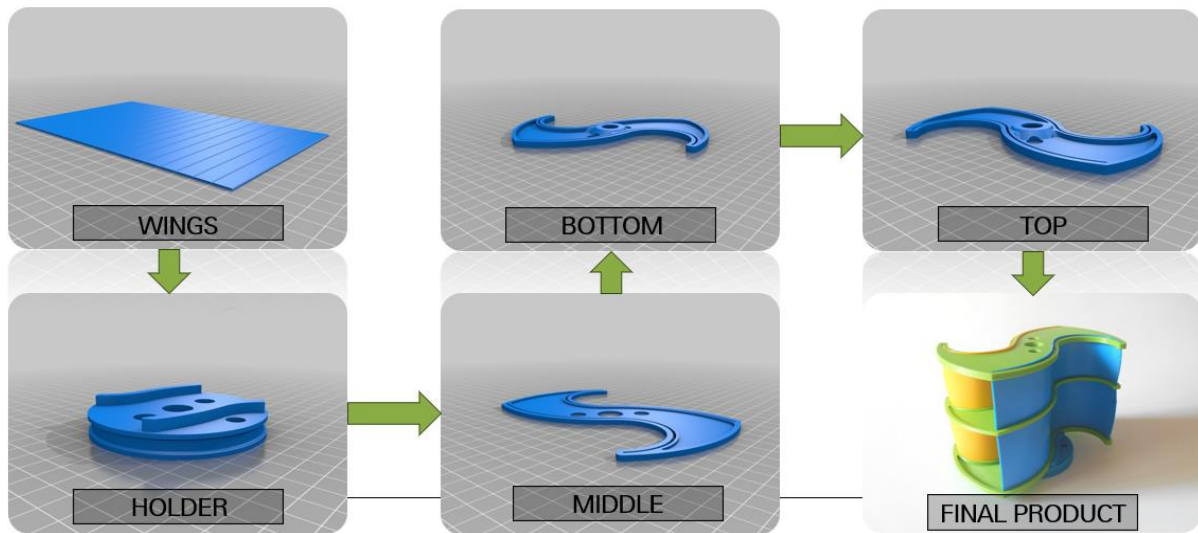 WINGS
BOTTOM
TOP
HOLDER
MIDDLE
FINAL PRODUCT